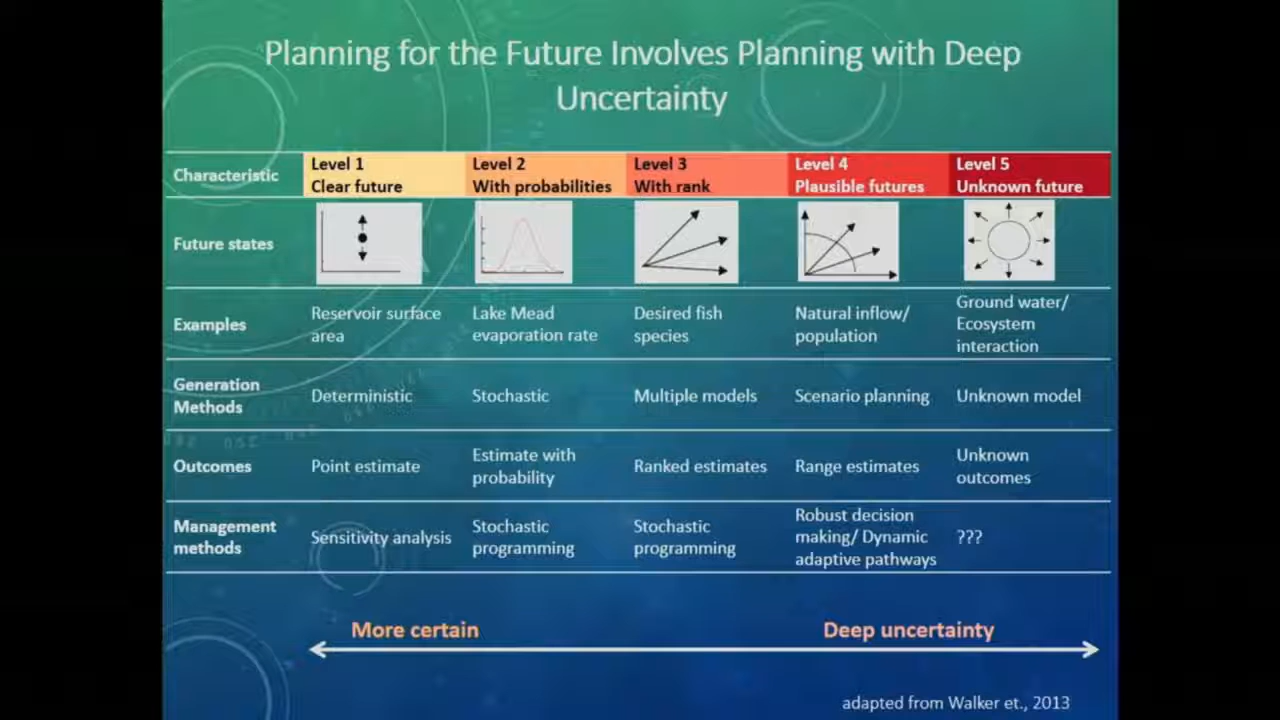 Planning for the Future Involves Planning with Deep
Uncertainty
Characteristic
Level 1
Clear future
Level 2
With probabilities
Level 3
With rank
Level 4
Plausible futures
Level 5
Unknown future
Future states
Examples
Reservoir surface
area
Lake Mead
evaporation rate
Desired fish
species
Natural inflow/
population
Ground water/
Ecosystem
interaction
Generation
Methods
Deterministic
Stochastic
Multiple models
Scenario planning
Unknown model
Outcomes
Point estimate
Estimate with
probability
Ranked estimates
Range estimates
Unknown
outcomes
Management
methods
Sensitivity analysis
Stochastic
programming
Stochastic
programming
Robust decision
making/ Dynamic
adaptive pathways
???
More certain
Deep uncertainty
adapted from Walker et., 2013